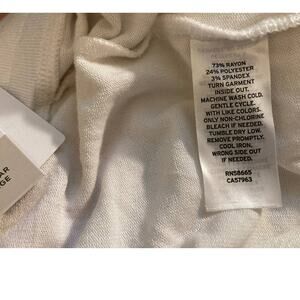 73% RAYON
24% POLYESTER
3% SPANDEX
TURN GARMENT
INSIDE OUT.
MACHINE WASH COLD.
GENTLE CYCLE.
WITH LIKE COLORS.
ONLY NON-CHLORINE
BLEACH IF NEEDED.
TUMBLE DRY LOW.
REMOVE PROMPTLY.
COOL IRON.
WRONG SIDE OUT
IF NEEDED.
RN58665
CA57963
AR
GE